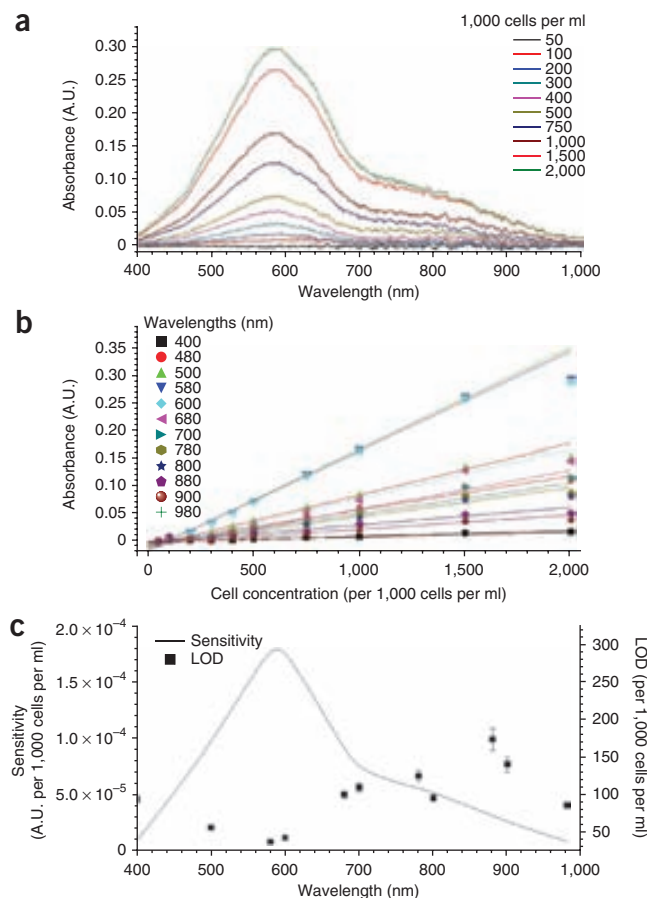 a
1,000 cells per ml
50
100
200
300
400
500
750
1,000
1,500
2,000
Absorbance (A.U.)
0.30
0.25
0.20
0.15
0.10
0.05
0
400 500 600 700 800 900 1,000
Wavelength (nm)
b
Wavelengths (nm)
400
480
500
580
600
680
700
780
800
880
900
980
Absorbance (A.U.)
0.35
0.30
0.25
0.20
0.15
0.10
0.05
0
0 500 1,000 1,500 2,000
Cell concentration (per 1,000 cells per ml)
c
Sensitivity
LOD
Sensitivity
(A.U. per 1,000 cells per ml)
2.0 × 10⁻⁴
1.5 × 10⁻⁴
1.0 × 10⁻⁴
5.0 × 10⁻⁵
0
300
250
200
150
100
50
LOD
(per 1,000 cells per ml)
400 500 600 700 800 900 1,000
Wavelength (nm)